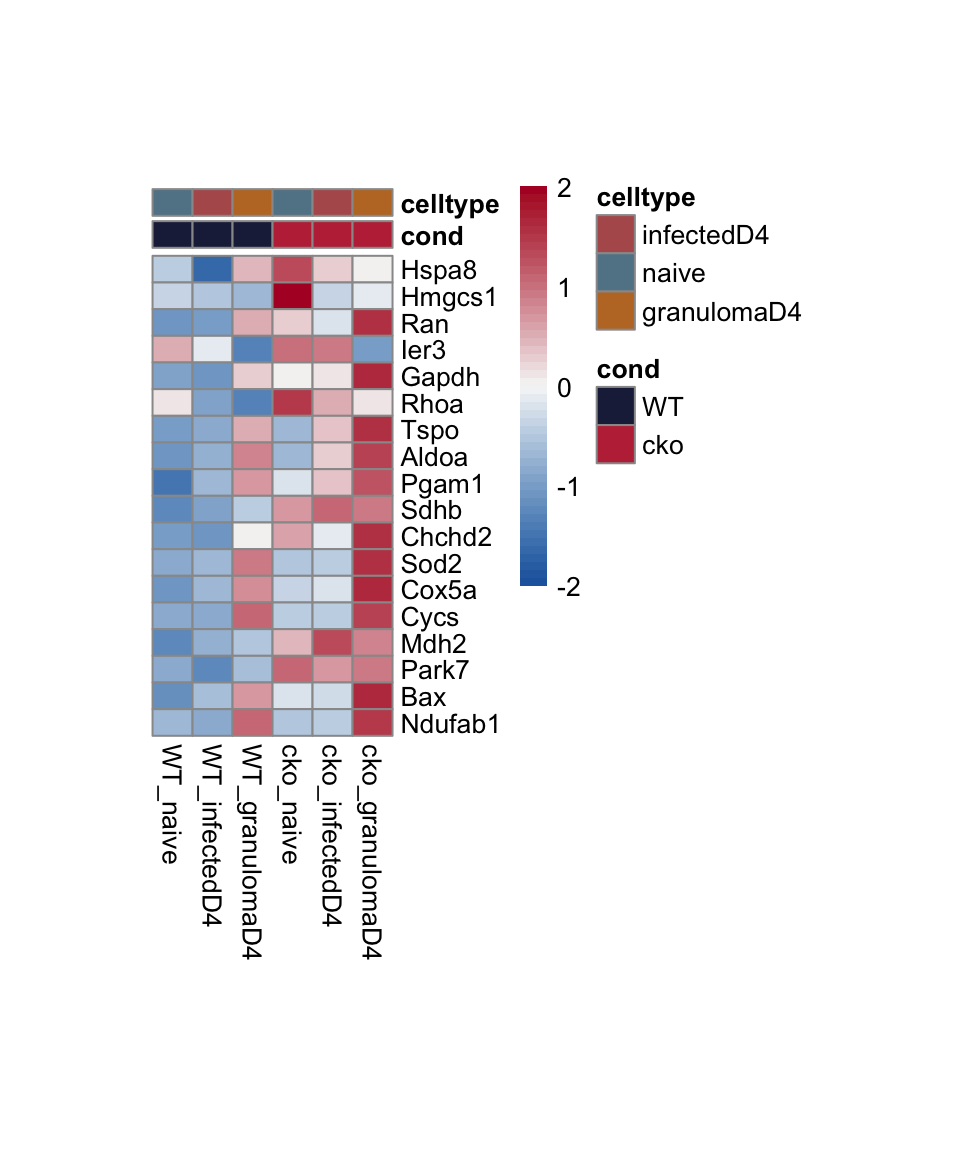 celltype
cond
Hspa8
Hmgcs1
Ran
Ier3
Gapdh
Rhoa
Tspo
Aldoa
Pgam1
Sdhb
Chchd2
Sod2
Cox5a
Cycs
Mdh2
Park7
Bax
Ndufab1
WT_naive
WT_infectedD4
WT_granulomaD4
cko_naive
cko_infectedD4
cko_granulomaD4
2
1
0
-1
-2
celltype
infectedD4
naive
granulomaD4
cond
WT
cko